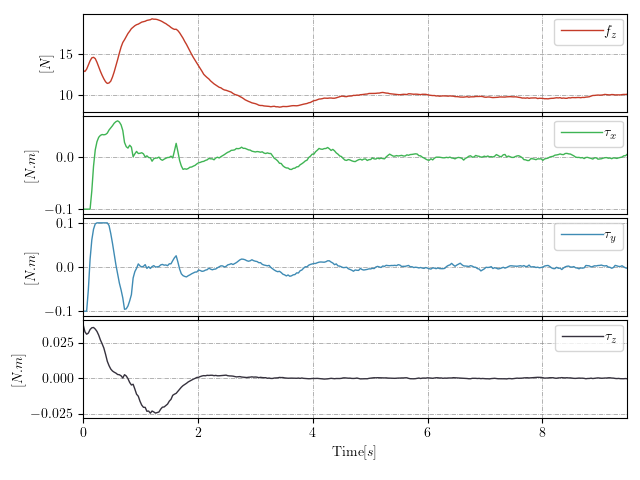 15
10
[N]
f_z
0.0
−0.1
[N.m]
τ_x
0.1
0.0
−0.1
[N.m]
τ_y
0.025
0.000
−0.025
[N.m]
τ_z
0 2 4 6 8
Time[s]